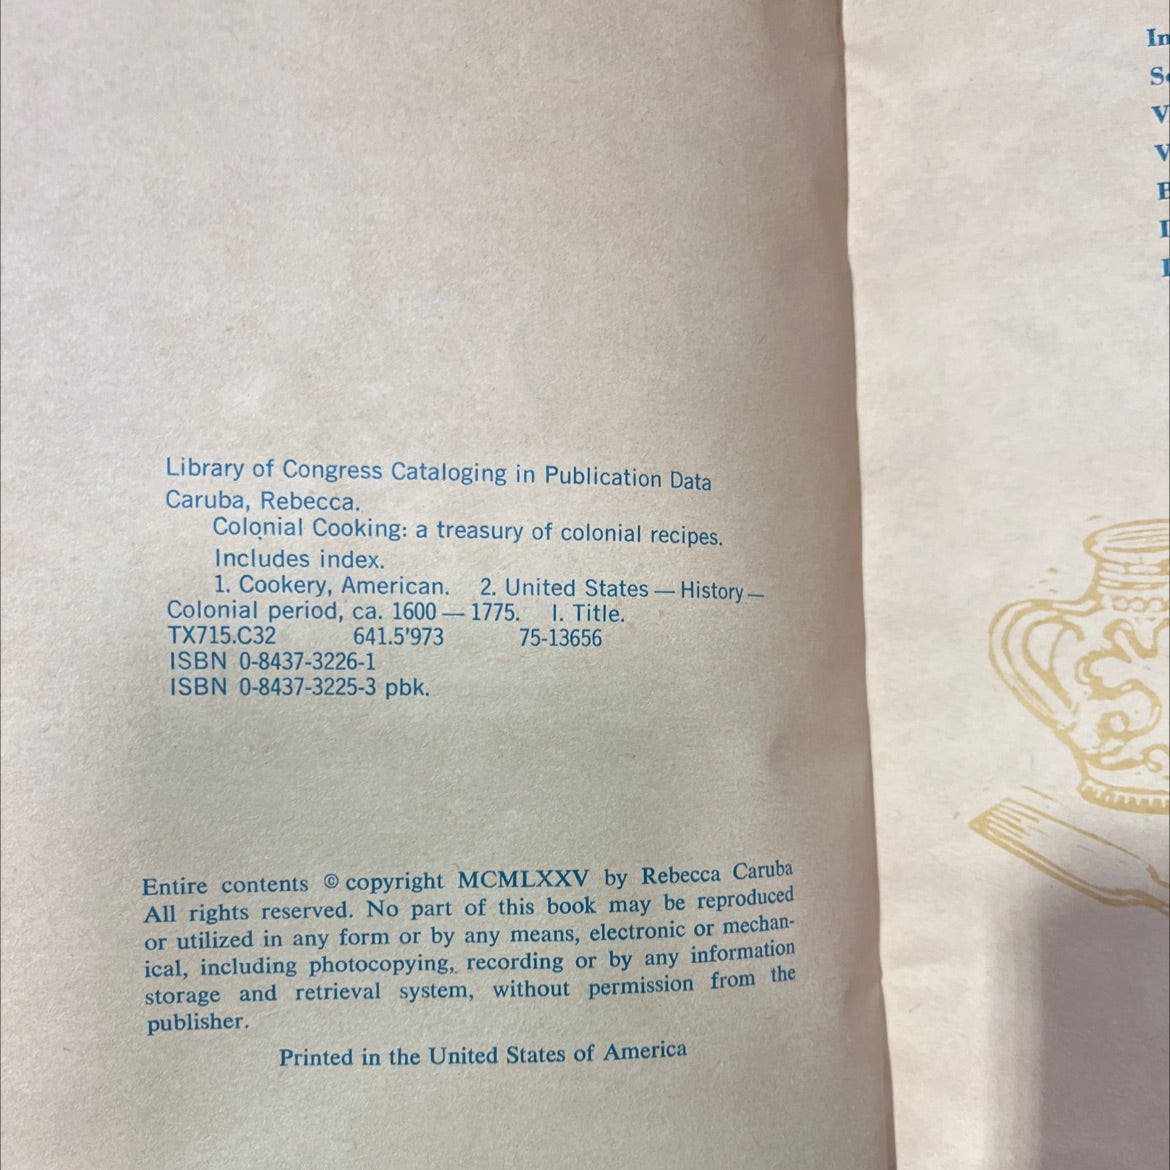 Library of Congress Cataloging in Publication Data
Caruba, Rebecca.
Colonial Cooking: a treasury of colonial recipes.
Includes index.
1. Cookery, American. 2. United States — History —
Colonial period, ca. 1600 — 1775. I. Title.
TX715.C32 641.5'973 75-13656
ISBN 0-8437-3226-1
ISBN 0-8437-3225-3 pbk.
Entire contents © copyright MCMLXXV by Rebecca Caruba
All rights reserved. No part of this book may be reproduced
or utilized in any form or by any means, electronic or mechan-
ical, including photocopying, recording or by any information
storage and retrieval system, without permission from the
publisher.
Printed in the United States of America